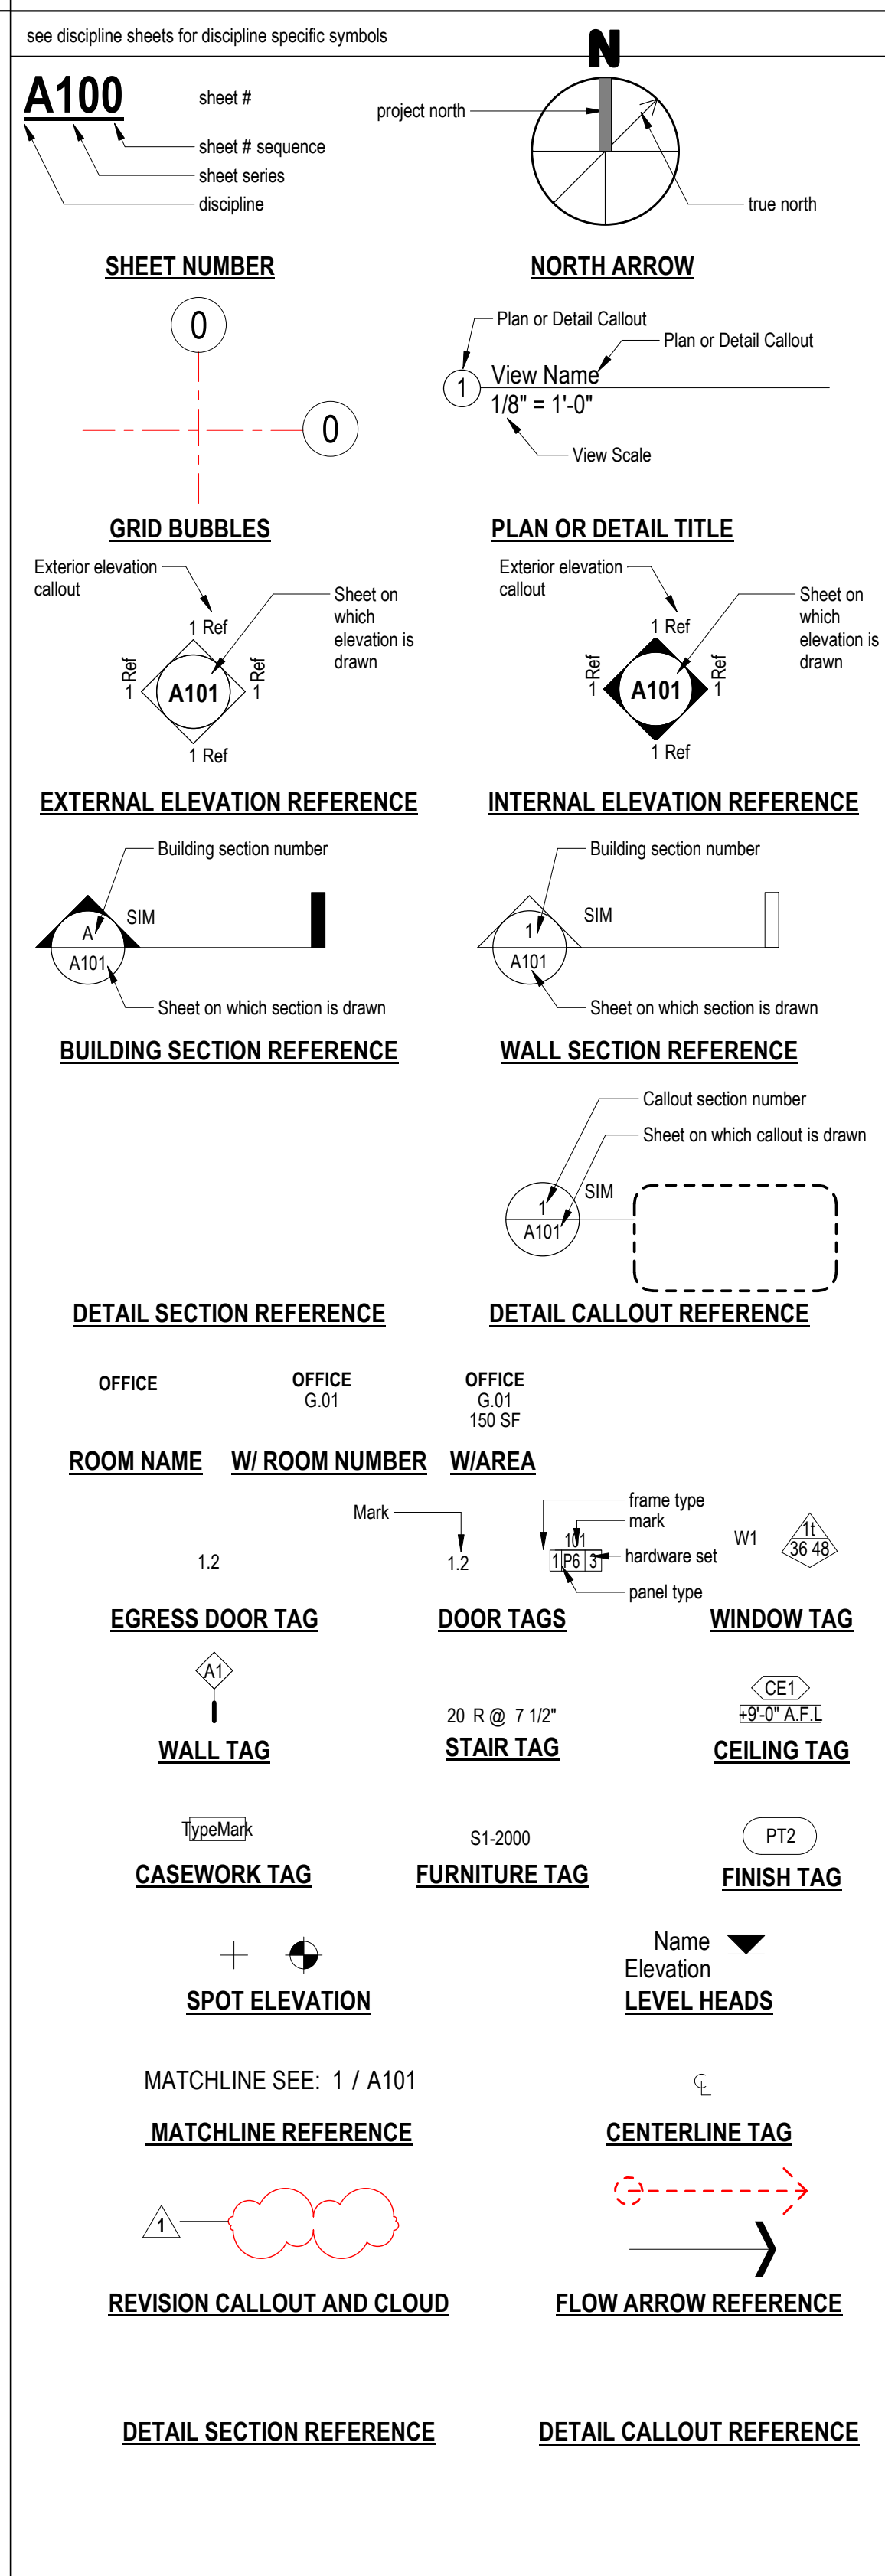 see discipline sheets for discipline specific symbols
A100
sheet #
sheet # sequence
sheet series
discipline
SHEET NUMBER
N
project north
true north
NORTH ARROW
0
0
GRID BUBBLES
Plan or Detail Callout
Plan or Detail Callout
1
View Name
1/8" = 1'-0"
View Scale
PLAN OR DETAIL TITLE
Exterior elevation
callout
Sheet on
which
elevation is
drawn
1 Ref
1 Ref
A101
1 Ref
1 Ref
EXTERNAL ELEVATION REFERENCE
Exterior elevation
callout
Sheet on
which
elevation is
drawn
1 Ref
1 Ref
A101
1 Ref
1 Ref
INTERNAL ELEVATION REFERENCE
Building section number
A
SIM
A101
Sheet on which section is drawn
BUILDING SECTION REFERENCE
Building section number
1
SIM
A101
Sheet on which section is drawn
WALL SECTION REFERENCE
DETAIL SECTION REFERENCE
Callout section number
Sheet on which callout is drawn
1
SIM
A101
DETAIL CALLOUT REFERENCE
OFFICE
ROOM NAME
OFFICE
G.01
W/ ROOM NUMBER
OFFICE
G.01
150 SF
W/AREA
1.2
EGRESS DOOR TAG
Mark
1.2
frame type
mark
101
1 P6 3
hardware set
panel type
DOOR TAGS
W1
1t
36 48
WINDOW TAG
A1
WALL TAG
20 R @ 7 1/2"
STAIR TAG
CE1
+9'-0" A.F.L
CEILING TAG
TypeMark
CASEWORK TAG
S1-2000
FURNITURE TAG
PT2
FINISH TAG
SPOT ELEVATION
Name
Elevation
LEVEL HEADS
MATCHLINE SEE: 1 / A101
MATCHLINE REFERENCE
℄
CENTERLINE TAG
1
REVISION CALLOUT AND CLOUD
FLOW ARROW REFERENCE
DETAIL SECTION REFERENCE
DETAIL CALLOUT REFERENCE